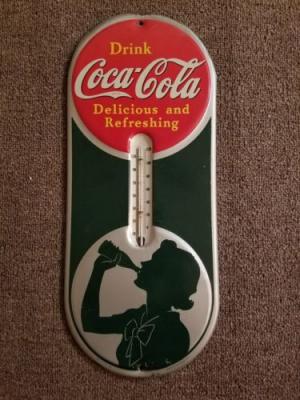 Drink
Coca-Cola
Delicious and
Refreshing